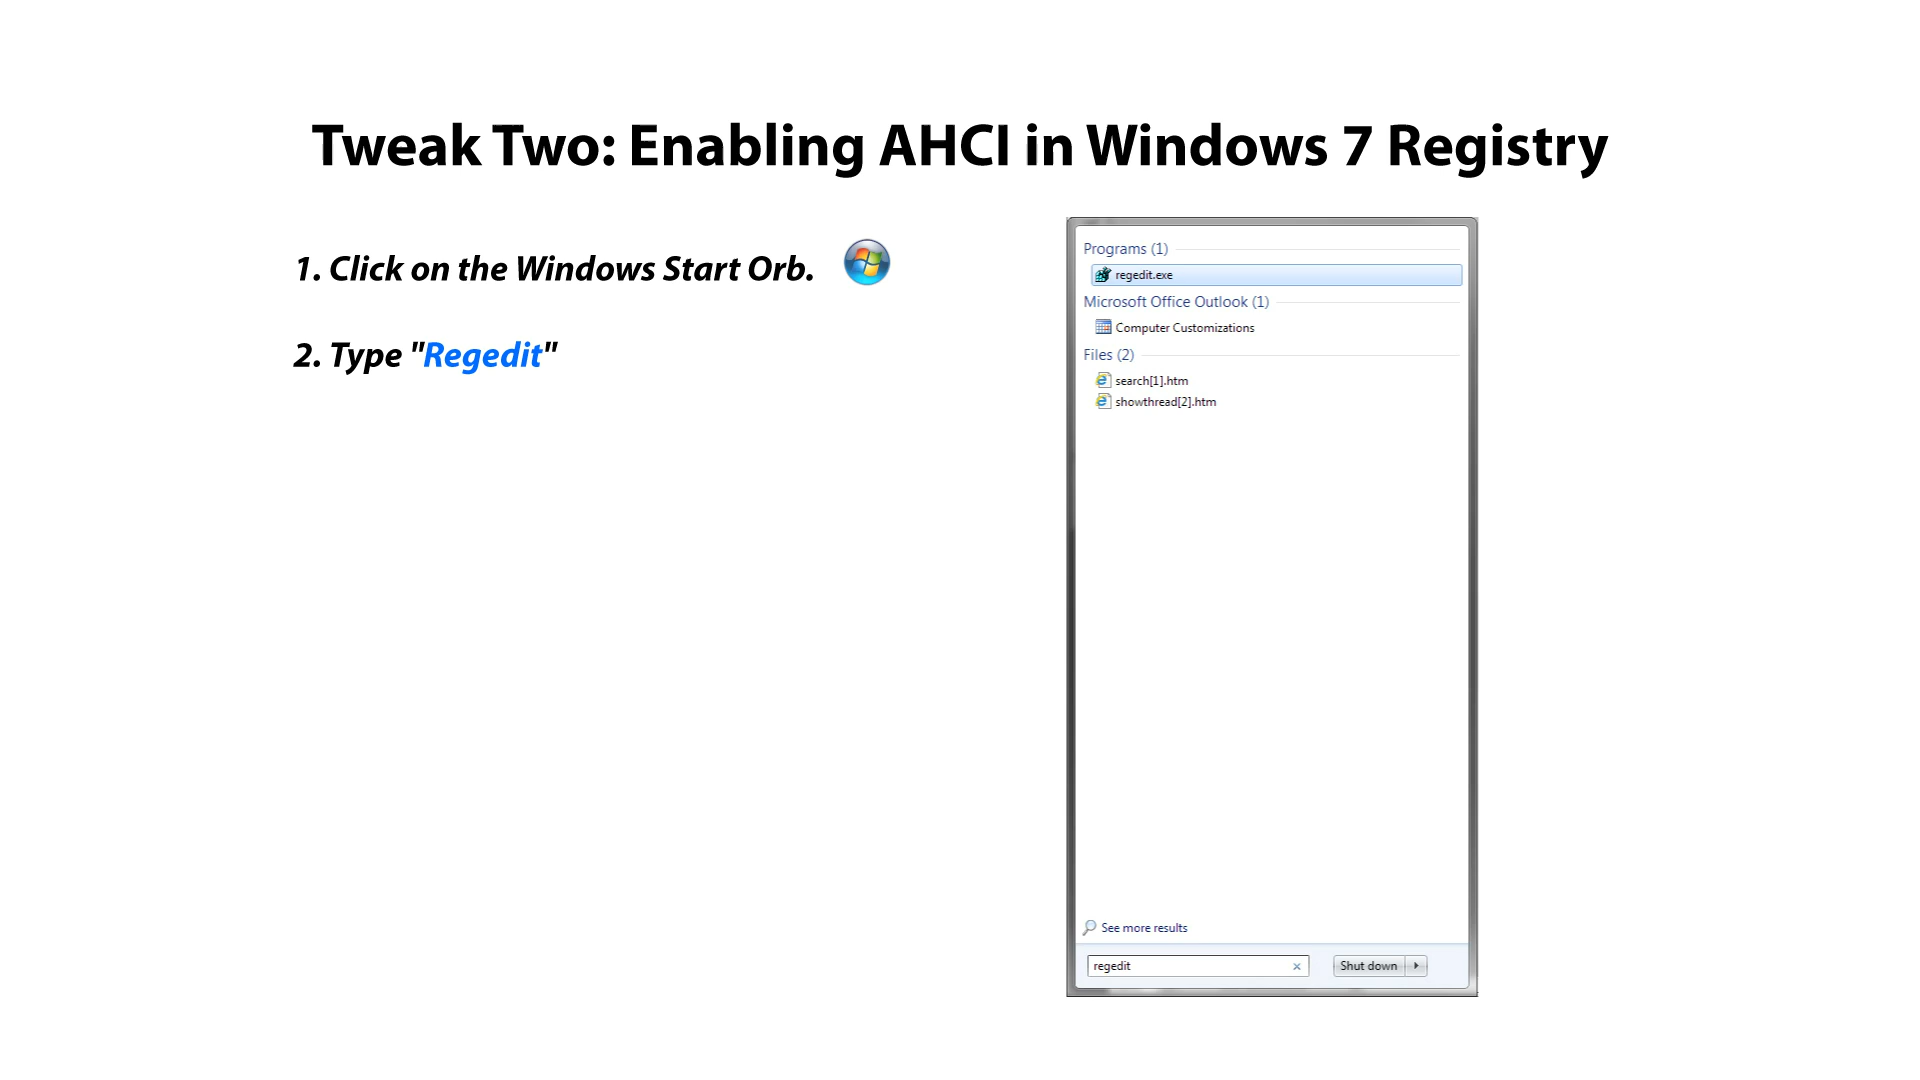 Tweak Two: Enabling AHCI in Windows 7 Registry
1. Click on the Windows Start Orb.
2. Type "Regedit"
Programs (1)
regedit.exe
Microsoft Office Outlook (1)
Computer Customizations
Files (2)
search[1].htm
showthread[2].htm
See more results
regedit
Shut down